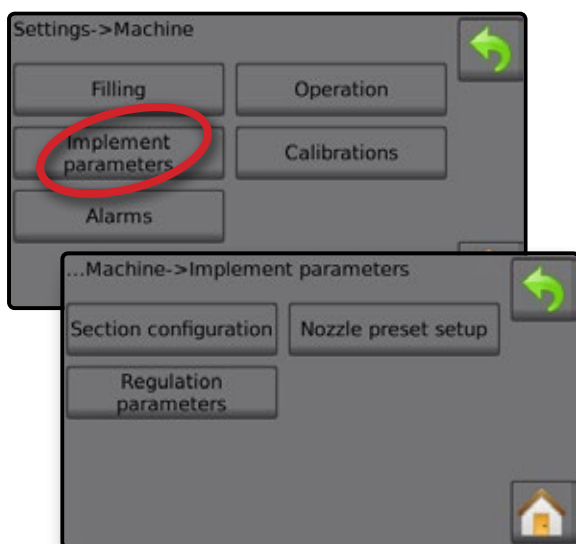 Settings->Machine
Filling
Operation
Implement
parameters
Calibrations
Alarms
...Machine->Implement parameters
Section configuration
Nozzle preset setup
Regulation
parameters